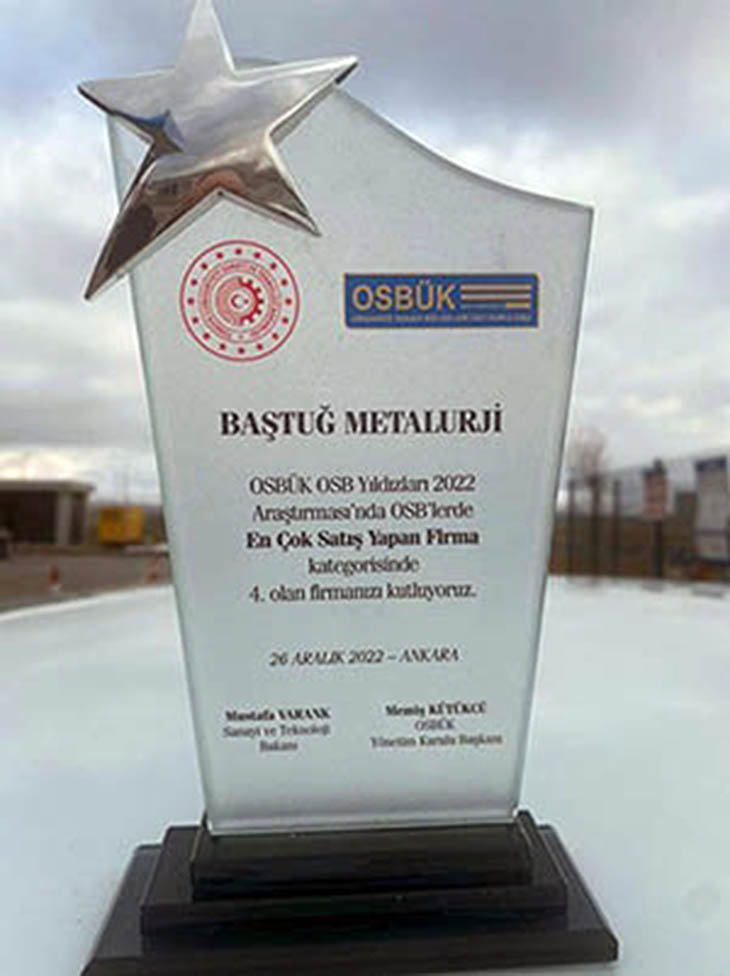 OSBÜK
BAŞTUĞ METALURJİ
OSBÜK OSB Yıldızları 2022
Araştırması'nda OSB'lerde
En Çok Satış Yapan Firma
kategorisinde
4. olan firmanızı kutluyoruz.
26 ARALIK 2022 – ANKARA
Mustafa VARANK
Sanayi ve Teknoloji
Bakanı
Memiş KÜTÜKCÜ
OSBÜK
Yönetim Kurulu Başkanı